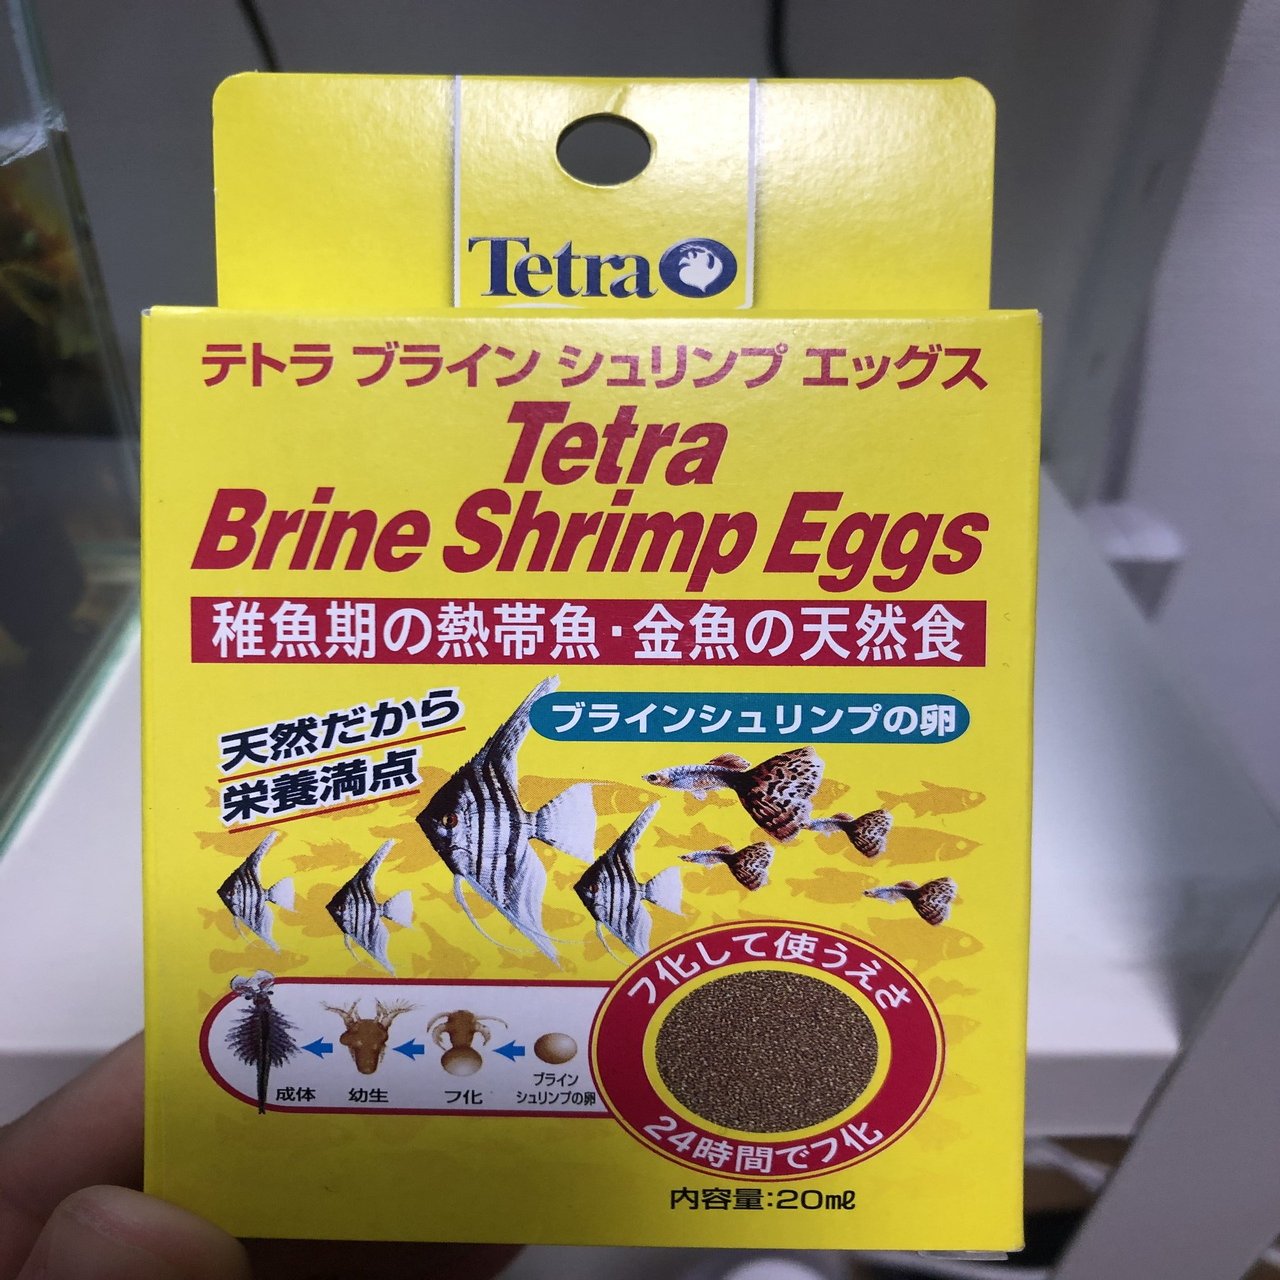 Tetra
テトラ ブライン シュリンプ エッグス
Tetra
Brine Shrimp Eggs
稚魚期の熱帯魚・金魚の天然食
天然だから
栄養満点
ブラインシュリンプの卵
フ化して使うえさ
24時間でフ化
成体
幼生
フ化
ブライン
シュリンプの卵
内容量:20mℓ